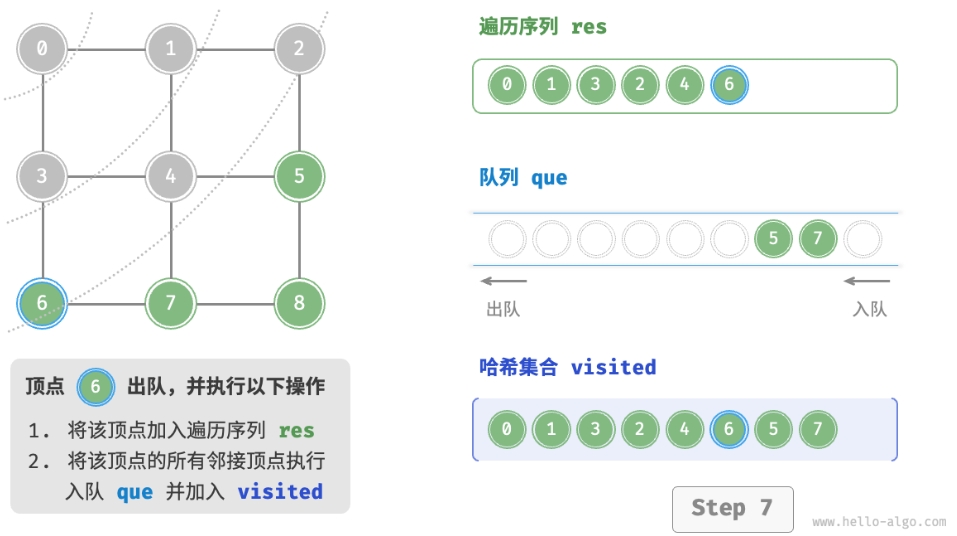 0 1 2
3 4 5
6 7 8
顶点 6 出队，并执行以下操作
1. 将该顶点加入遍历序列 res
2. 将该顶点的所有邻接顶点执行
入队 que 并加入 visited
遍历序列 res
0 1 3 2 4 6
队列 que
5 7
出队 入队
哈希集合 visited
0 1 3 2 4 6 5 7
Step 7
www.hello-algo.com